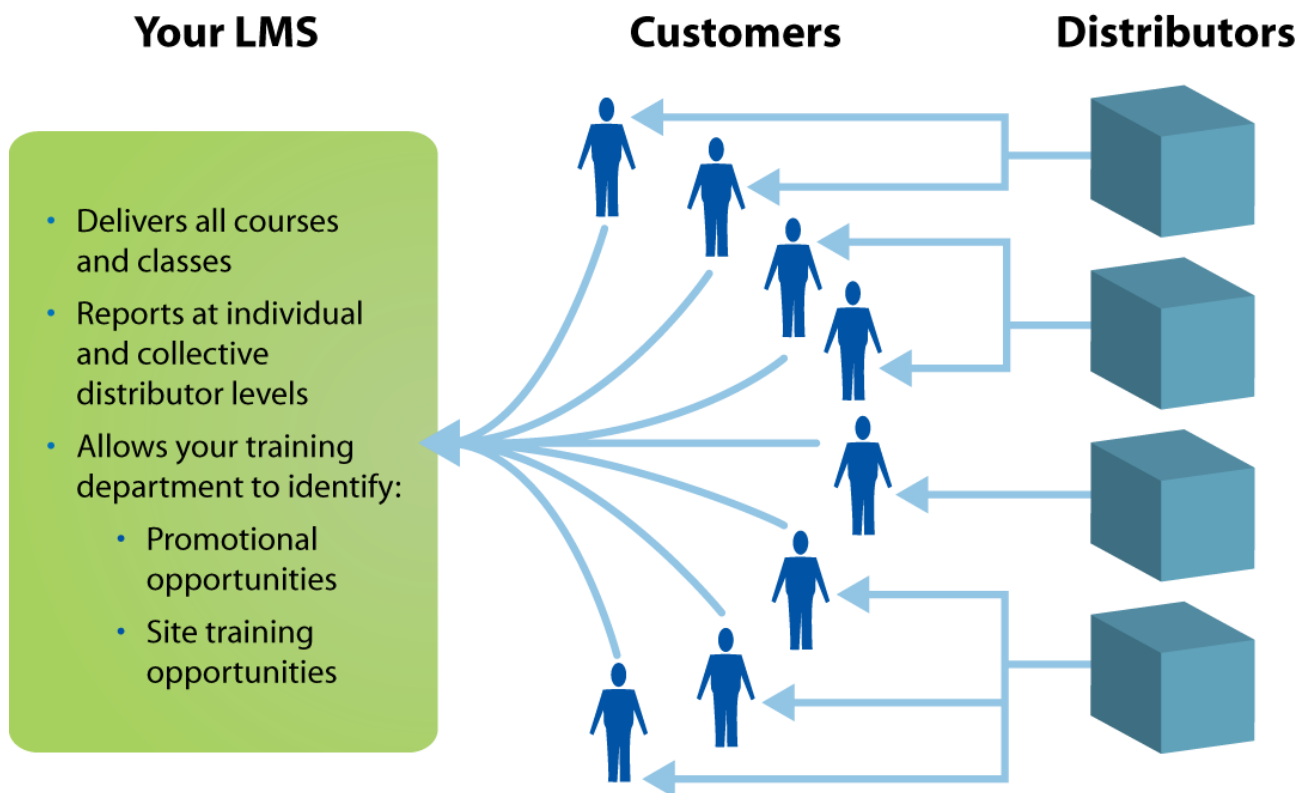 Your LMS
Customers
Distributors
• Delivers all courses
and classes
• Reports at individual
and collective
distributor levels
• Allows your training
department to identify:
• Promotional
opportunities
• Site training
opportunities